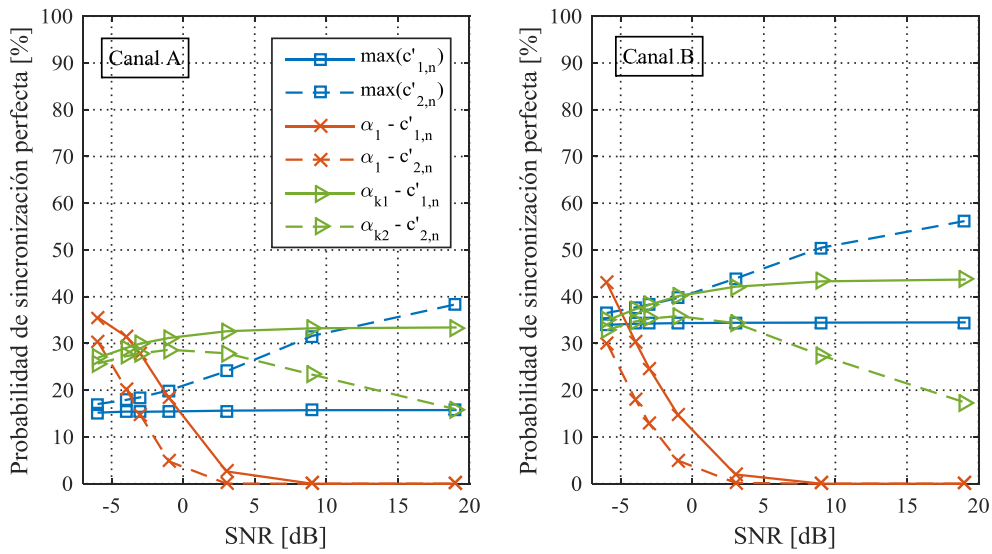 Probabilidad de sincronización perfecta [%]
100
90
80
70
60
50
40
30
20
10
0
Canal A
max(c'1,n)
max(c'2,n)
α1 - c'1,n
α1 - c'2,n
αk1 - c'1,n
αk2 - c'2,n
-5 0 5 10 15 20
SNR [dB]
Probabilidad de sincronización perfecta [%]
100
90
80
70
60
50
40
30
20
10
0
Canal B
-5 0 5 10 15 20
SNR [dB]